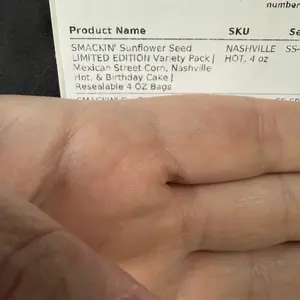 number
Product Name SKU Se
SMACKIN' Sunflower Seed NASHVILLE SS-
LIMITED EDITION Variety Pack | HOT, 4 oz
Mexican Street Corn, Nashville
Hot, & Birthday Cake |
Resealable 4 OZ Bags